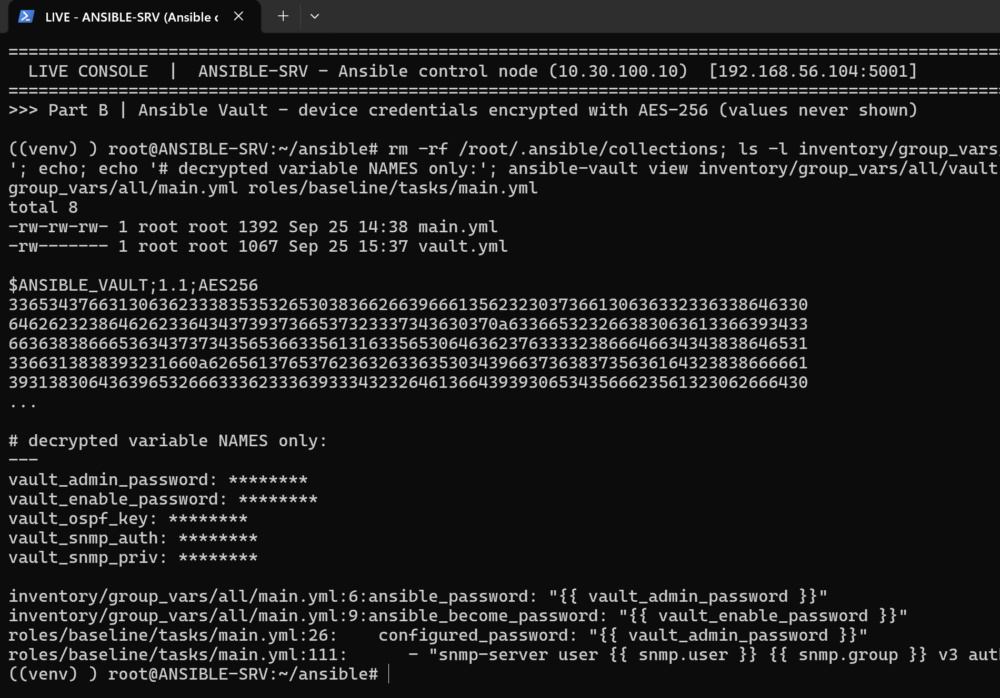 LIVE - ANSIBLE-SRV (Ansible c
====================================================================================================
LIVE CONSOLE | ANSIBLE-SRV - Ansible control node (10.30.100.10) [192.168.56.104:5001]
====================================================================================================
>>> Part B | Ansible Vault - device credentials encrypted with AES-256 (values never shown)
((venv) ) root@ANSIBLE-SRV:~/ansible# rm -rf /root/.ansible/collections; ls -l inventory/group_vars/
'; echo; echo '# decrypted variable NAMES only:'; ansible-vault view inventory/group_vars/all/vault
group_vars/all/main.yml roles/baseline/tasks/main.yml
total 8
-rw-rw-rw- 1 root root 1392 Sep 25 14:38 main.yml
-rw------- 1 root root 1067 Sep 25 15:37 vault.yml
$ANSIBLE_VAULT;1.1;AES256
33653437663130636233383535326530383662663966613562323037366130636332336338646330
64626232386462623364343739373665373233373436303​70a633665323266383063613366393433
66363838666536343737343565366335613163356530646362376333323866646634343838646531
3366313838393231660a626561376537623632633635303439663736383735636164323838666661
39313830643639653266633362333639333432326461366439393065343566623561323062666430
...
# decrypted variable NAMES only:
---
vault_admin_password: ********
vault_enable_password: ********
vault_ospf_key: ********
vault_snmp_auth: ********
vault_snmp_priv: ********
inventory/group_vars/all/main.yml:6:ansible_password: "{{ vault_admin_password }}"
inventory/group_vars/all/main.yml:9:ansible_become_password: "{{ vault_enable_password }}"
roles/baseline/tasks/main.yml:26:    configured_password: "{{ vault_admin_password }}"
roles/baseline/tasks/main.yml:111:      - "snmp-server user {{ snmp.user }} {{ snmp.group }} v3 aut
((venv) ) root@ANSIBLE-SRV:~/ansible#